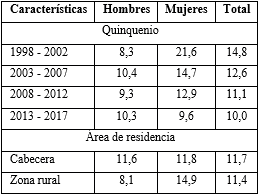 Características Hombres Mujeres Total
Quinquenio
1998 - 2002 8,3 21,6 14,8
2003 - 2007 10,4 14,7 12,6
2008 - 2012 9,3 12,9 11,1
2013 - 2017 10,3 9,6 10,0
Area de residencia
Cabecera 11,6 11,8 11,7
Zona rural 8,1 14,9 11,4